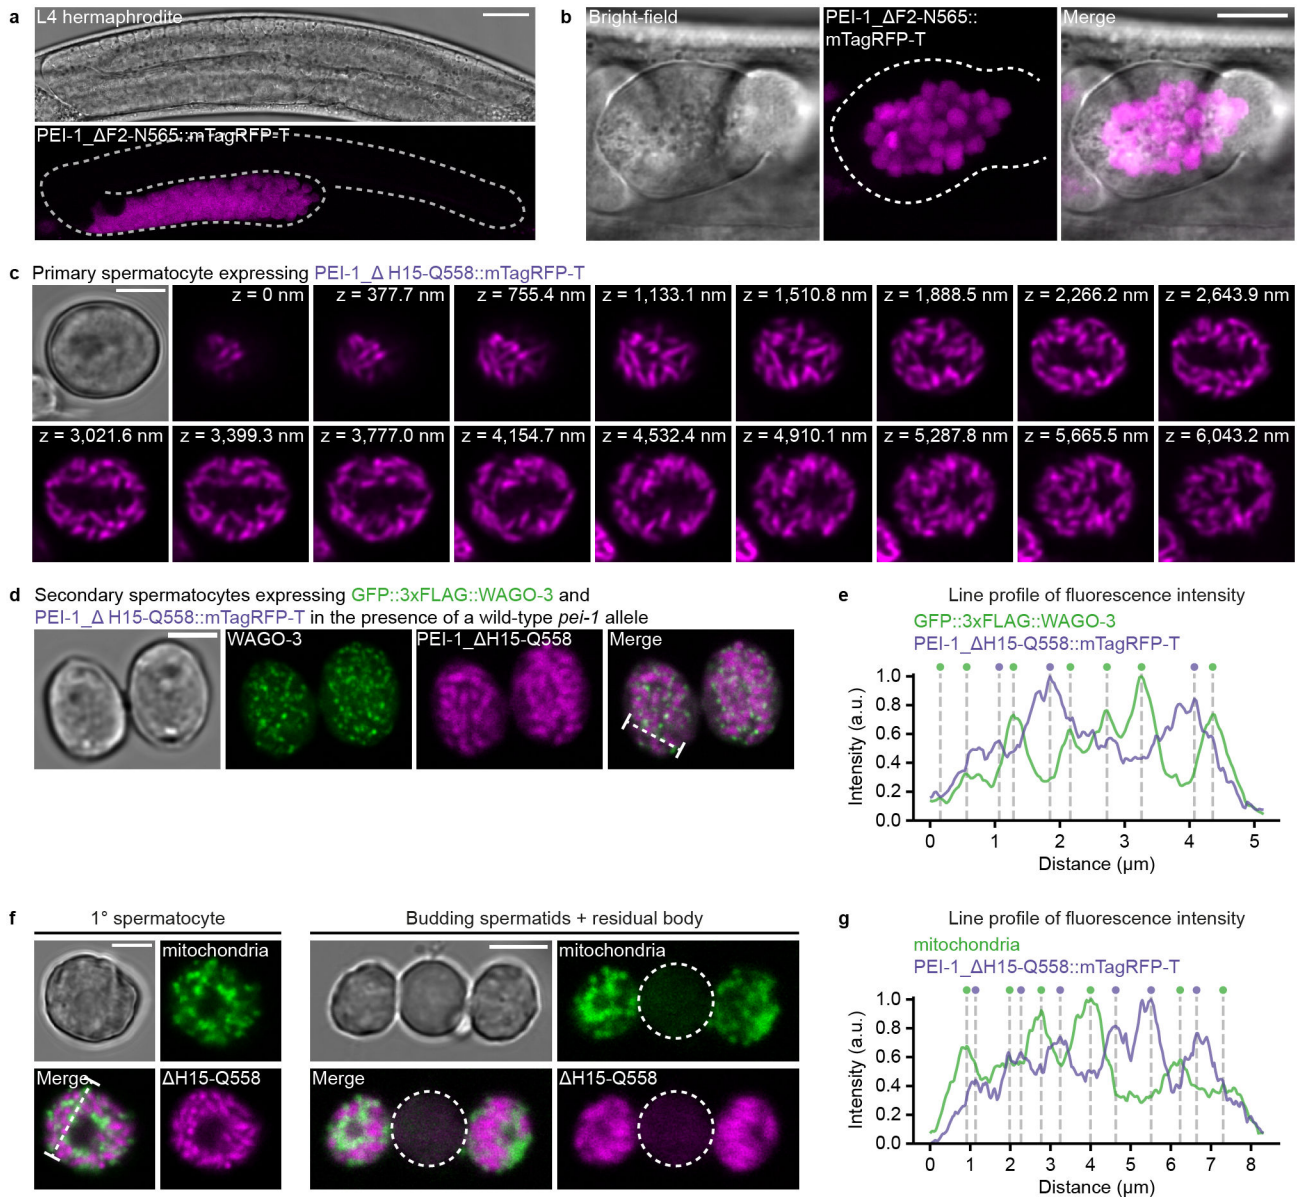 a
L4 hermaphrodite
PEI-1_ΔF2-N565::mTagRFP-T
b
Bright-field
PEI-1_ΔF2-N565::
mTagRFP-T
Merge
c Primary spermatocyte expressing PEI-1_Δ H15-Q558::mTagRFP-T
z = 0 nm
z = 377.7 nm
z = 755.4 nm
z = 1,133.1 nm
z = 1,510.8 nm
z = 1,888.5 nm
z = 2,266.2 nm
z = 2,643.9 nm
z = 3,021.6 nm
z = 3,399.3 nm
z = 3,777.0 nm
z = 4,154.7 nm
z = 4,532.4 nm
z = 4,910.1 nm
z = 5,287.8 nm
z = 5,665.5 nm
z = 6,043.2 nm
d Secondary spermatocytes expressing GFP::3xFLAG::WAGO-3 and
PEI-1_Δ H15-Q558::mTagRFP-T in the presence of a wild-type pei-1 allele
WAGO-3
PEI-1_ΔH15-Q558
Merge
e Line profile of fluorescence intensity
GFP::3xFLAG::WAGO-3
PEI-1_ΔH15-Q558::mTagRFP-T
Intensity (a.u.)
1.0
0.8
0.6
0.4
0.2
0.0
0 1 2 3 4 5
Distance (µm)
f 1° spermatocyte
mitochondria
Merge
ΔH15-Q558
Budding spermatids + residual body
mitochondria
Merge
ΔH15-Q558
g Line profile of fluorescence intensity
mitochondria
PEI-1_ΔH15-Q558::mTagRFP-T
Intensity (a.u.)
1.0
0.8
0.6
0.4
0.2
0.0
0 1 2 3 4 5 6 7 8
Distance (µm)